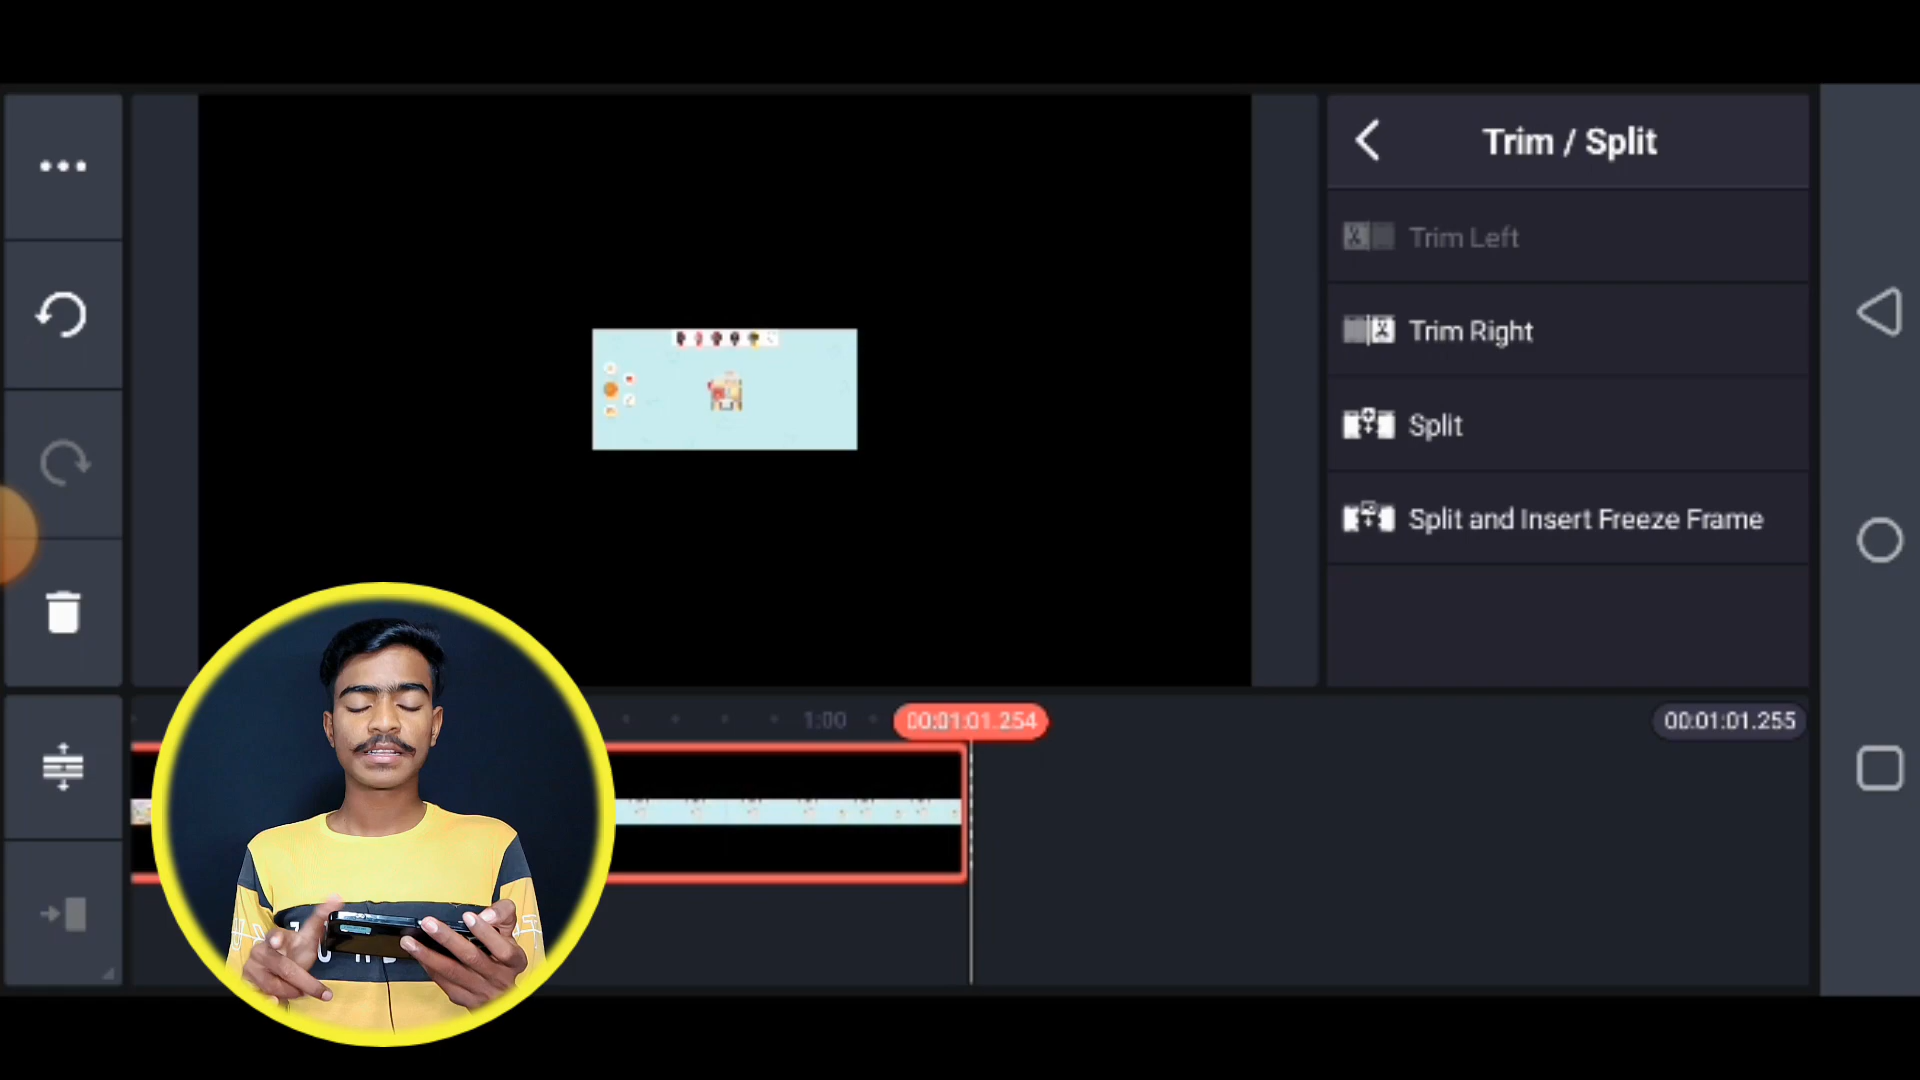 Trim / Split
Trim Left
Trim Right
Split
Split and Insert Freeze Frame
1:00
00:01:01.254
00:01:01.255